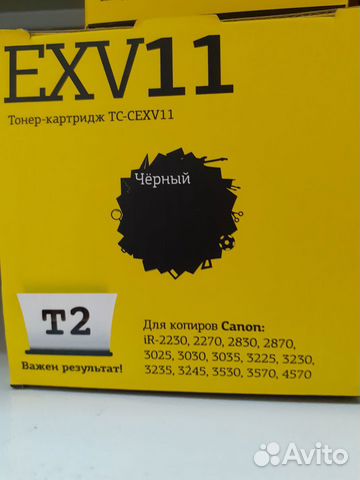 EXV11
Тонер-картридж TC-CEXV11
Чёрный
T2
Важен результат!
Для копиров Canon:
iR-2230, 2270, 2830, 2870,
3025, 3030, 3035, 3225, 3230,
3235, 3245, 3530, 3570, 4570
Avito